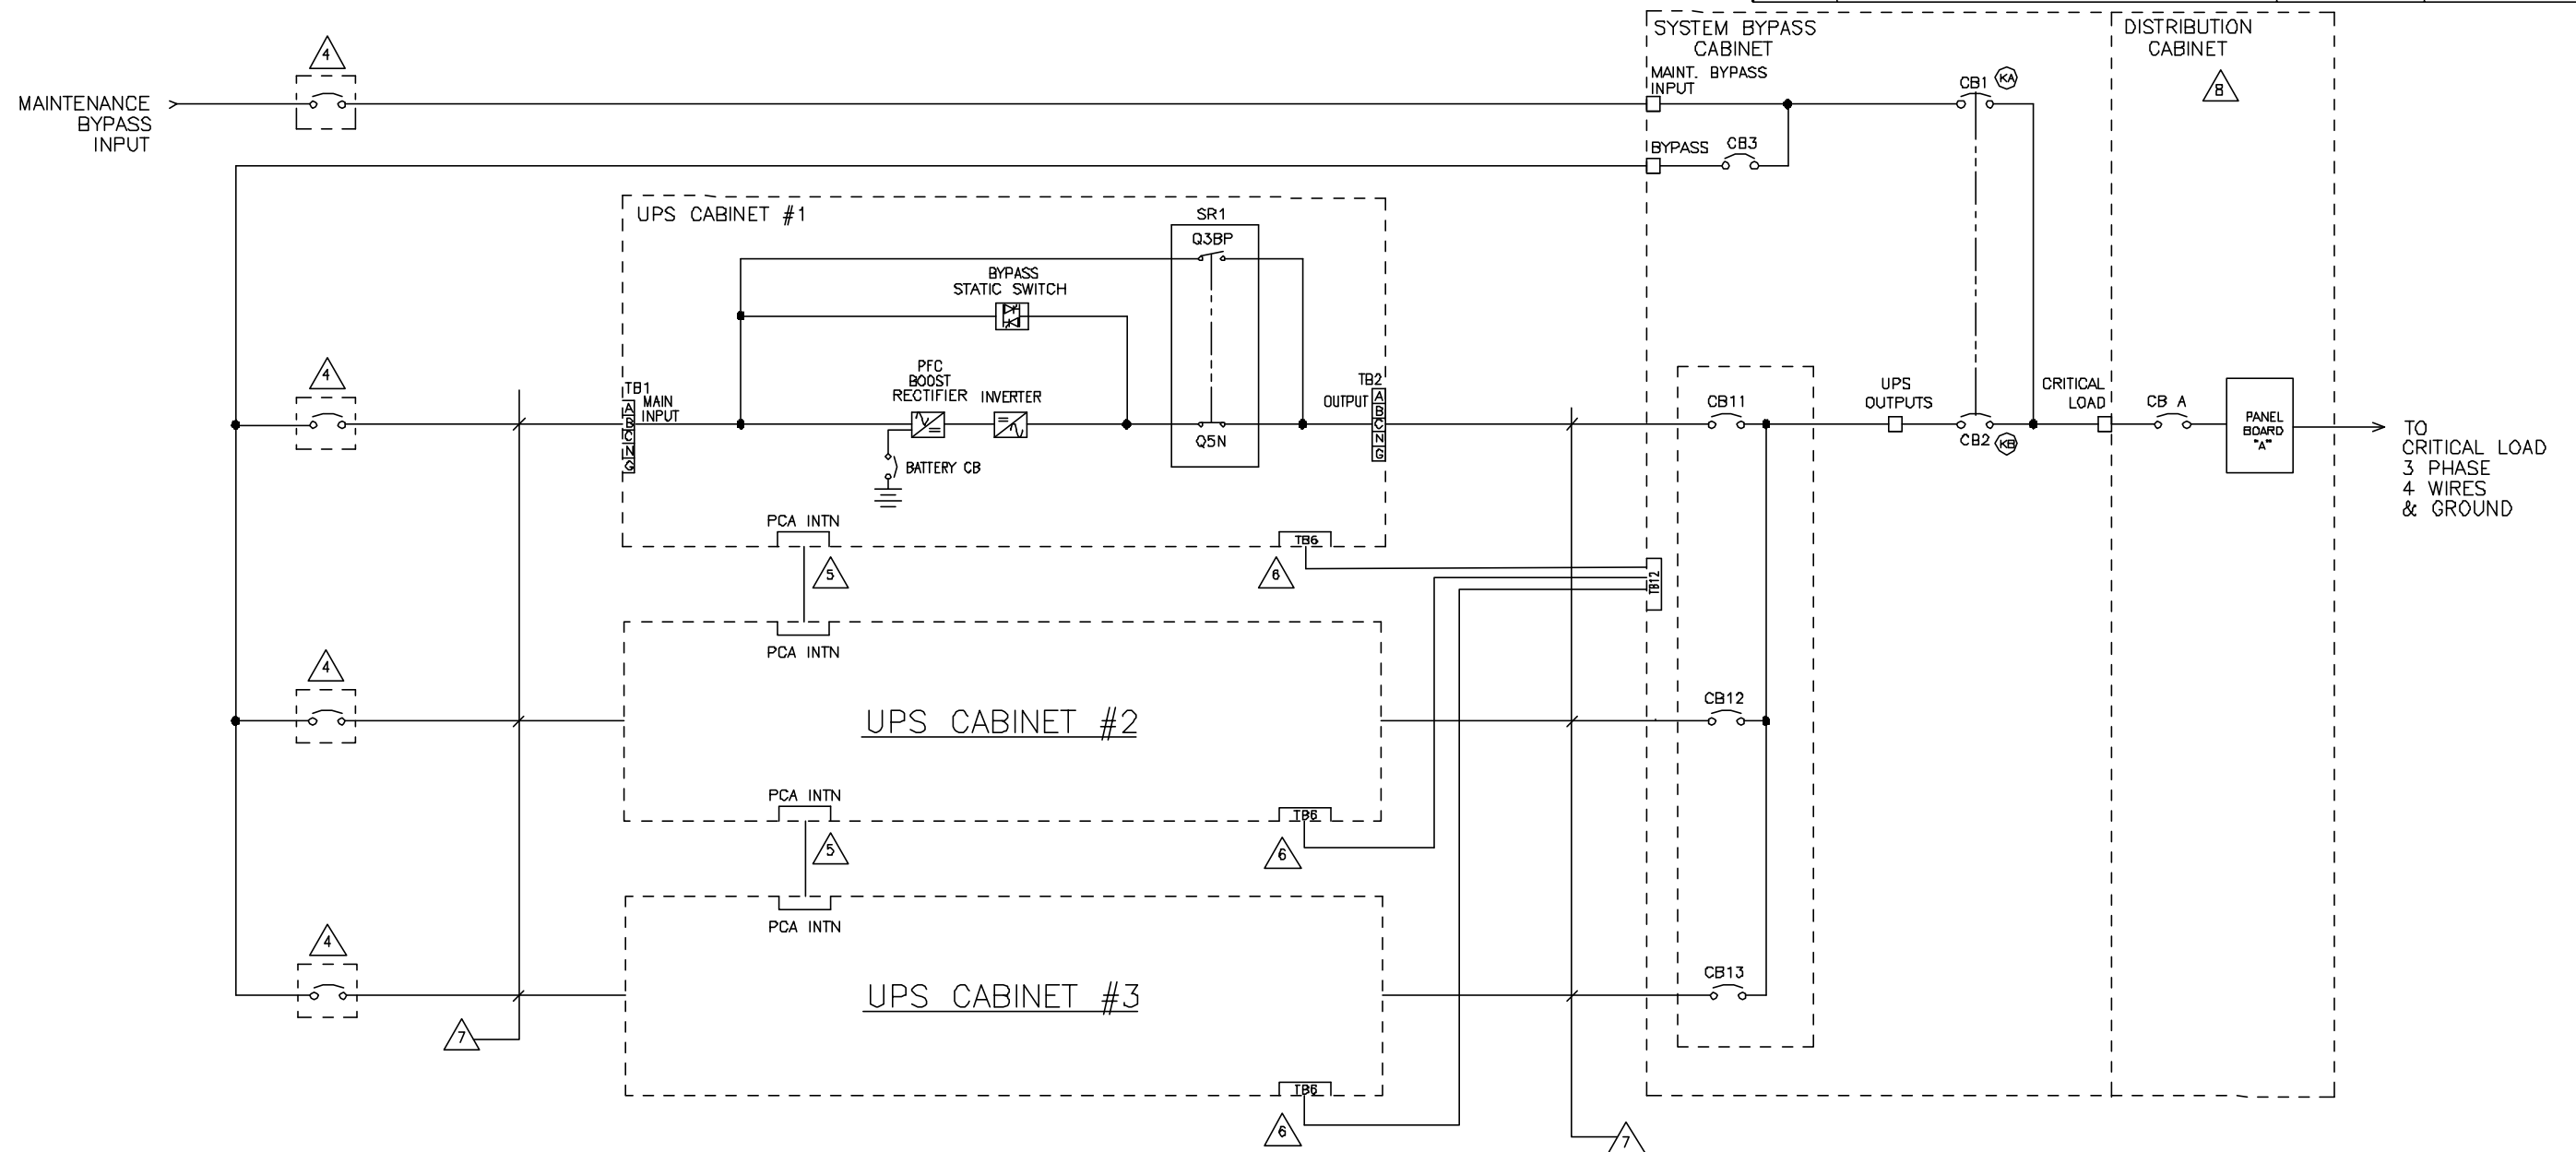 SYSTEM BYPASS
CABINET
DISTRIBUTION
CABINET
4
MAINT. BYPASS
INPUT
CB1
KA
8
MAINTENANCE
BYPASS
INPUT
BYPASS
CB3
UPS CABINET #1
SR1
Q3BP
BYPASS
STATIC SWITCH
4
PFC
BOOST
RECTIFIER
INVERTER
TB1
MAIN
INPUT
A
B
C
N
G
TB2
OUTPUT
A
B
C
N
G
Q5N
BATTERY CB
CB11
UPS
OUTPUTS
CB2
KB
CRITICAL
LOAD
CB A
PANEL
BOARD
"A"
TO
CRITICAL LOAD
3 PHASE
4 WIRES
& GROUND
PCA INTN
TB6
5
6
TB12
PCA INTN
4
UPS CABINET #2
CB12
PCA INTN
TB6
5
6
PCA INTN
4
UPS CABINET #3
CB13
7
TB6
6
7